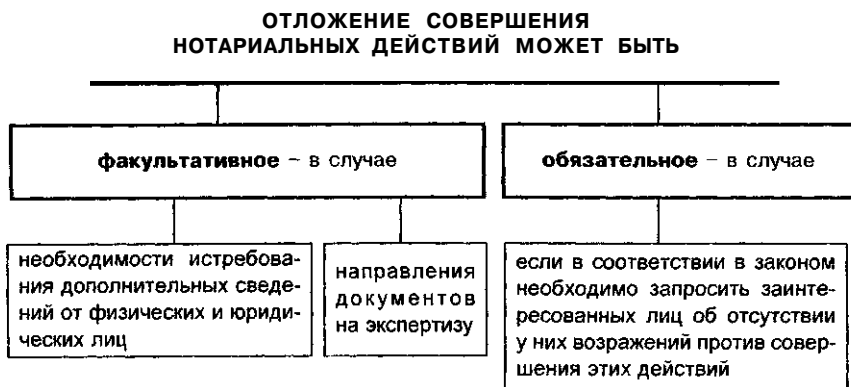 ОТЛОЖЕНИЕ СОВЕРШЕНИЯ
НОТАРИАЛЬНЫХ ДЕЙСТВИЙ МОЖЕТ БЫТЬ
факультативное – в случае
обязательное – в случае
необходимости истребова-
ния дополнительных сведе-
ний от физических и юриди-
ческих лиц
направления
документов
на экспертизу
если в соответствии в законом
необходимо запросить заинте-
ресованных лиц об отсутствии
у них возражений против совер-
шения этих действий